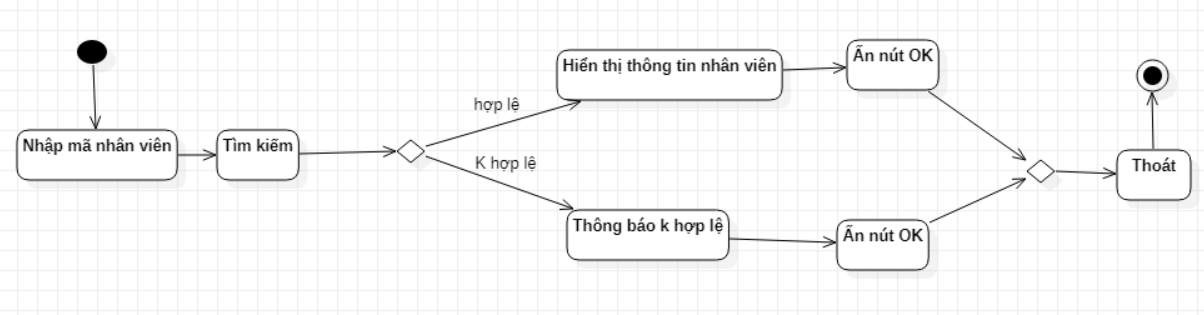 Nhập mã nhân viên
Tìm kiếm
hợp lệ
K hợp lệ
Hiển thị thông tin nhân viên
Ấn nút OK
Thông báo k hợp lệ
Ấn nút OK
Thoát